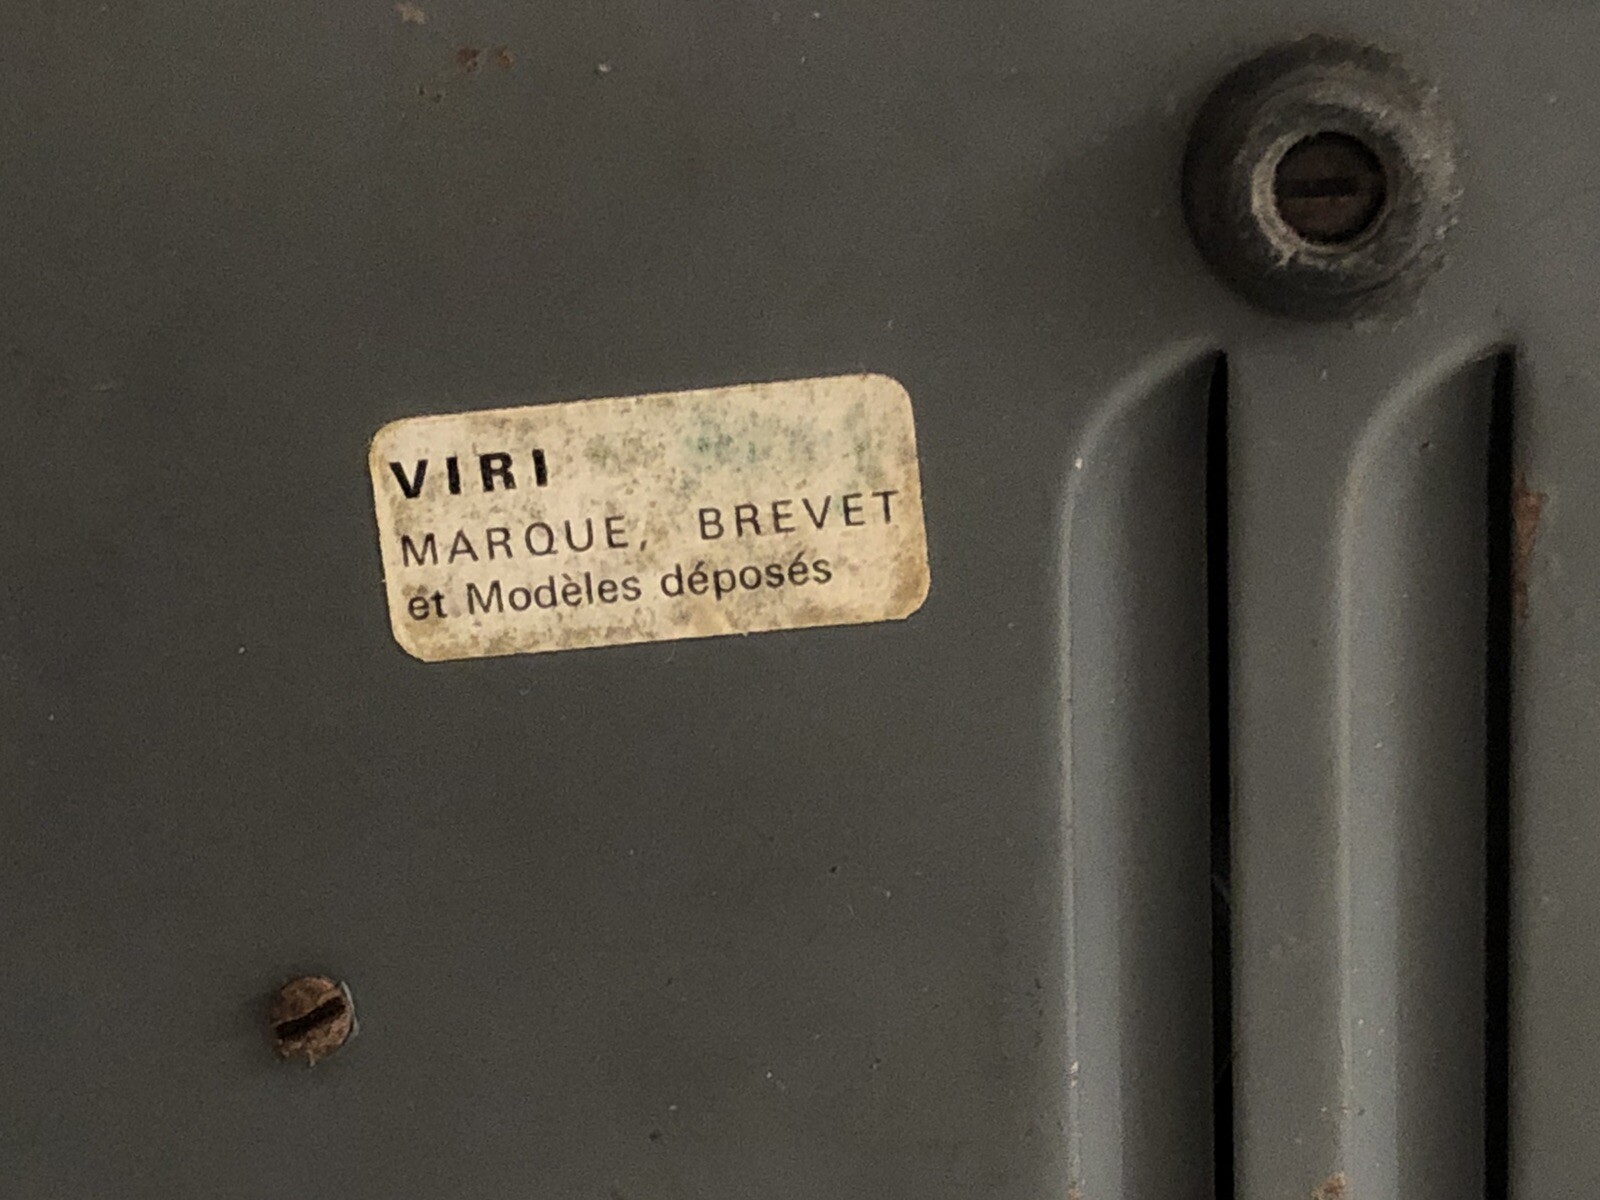 VIRI
MARQUE, BREVET
et Modèles déposés